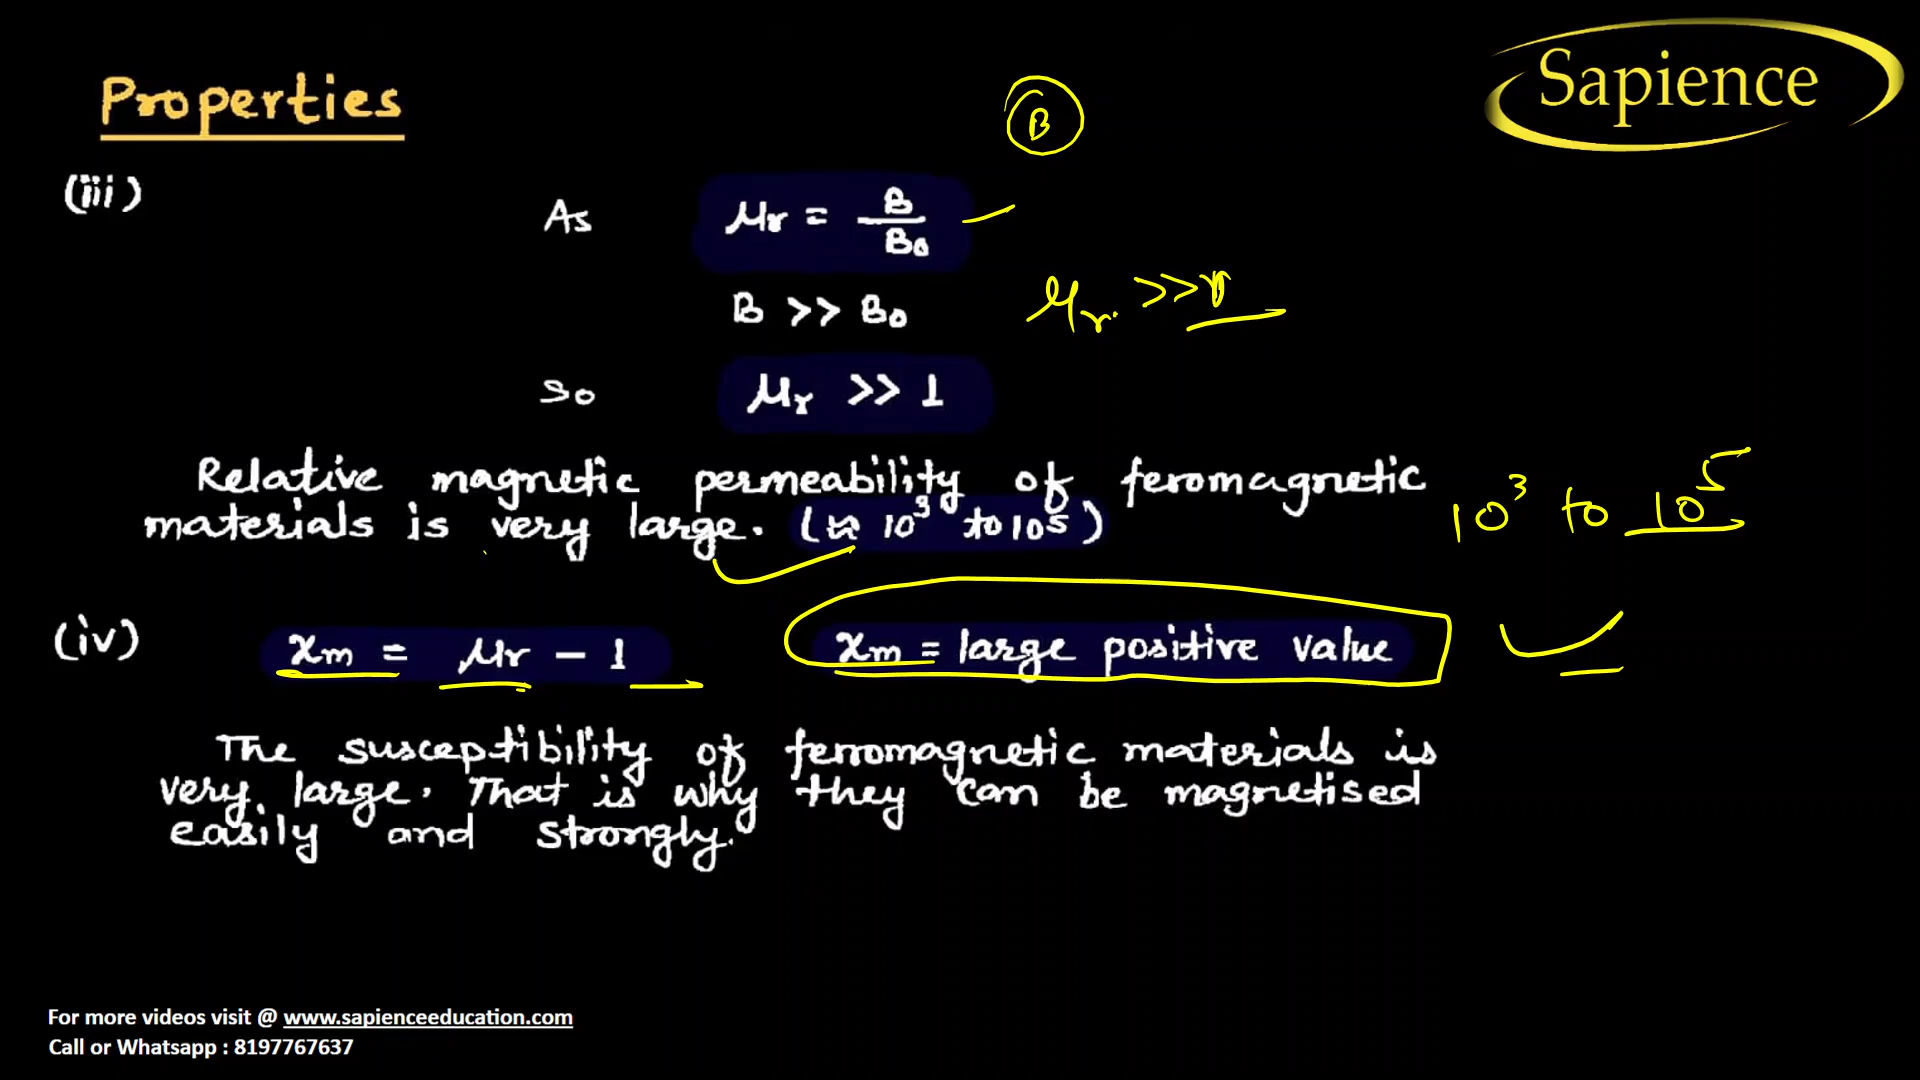 Sapience
Properties
B
(iii)
As μr = B/B0
B >> B0
μr >> 1
so μr >> 1
Relative magnetic permeability of feromagnetic
materials is very large. (≈ 10³ to 10⁵)
10³ to 10⁵
(iv) χm = μr - 1 χm = large positive value
The susceptibility of ferromagnetic materials is
very large. That is why they can be magnetised
easily and strongly.
For more videos visit @ www.sapienceeducation.com
Call or Whatsapp : 8197767637